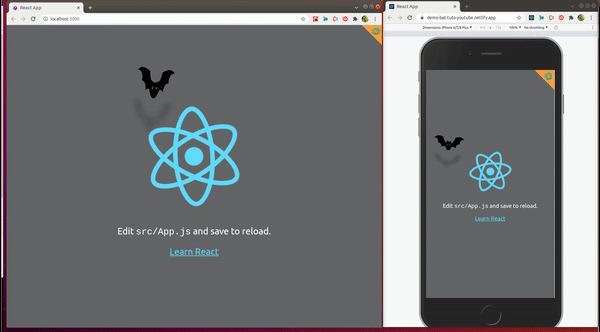 React App
localhost:3000
Edit src/App.js and save to reload.
Learn React
React App
demo-bat-tuto-youtube.netlify.app
Dimensions: iPhone 6/7/8 Plus
100%
No throttling
Edit src/App.js and save to reload.
Learn React